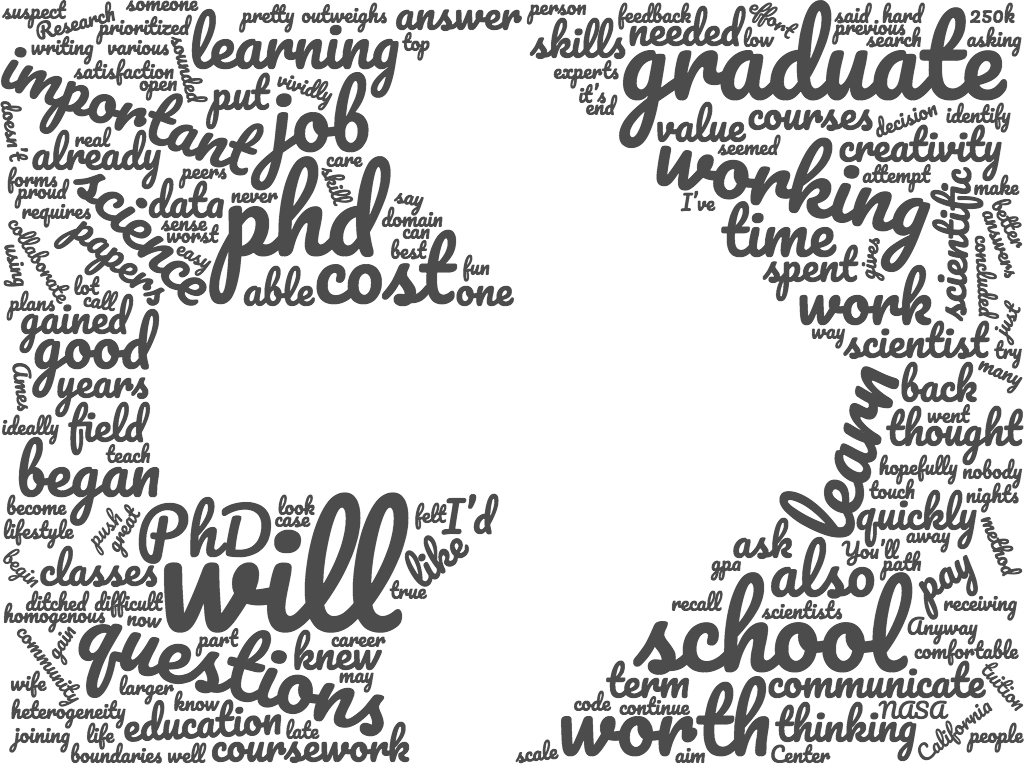 suspect
someone
Research
prioritized
pretty
outweighs
answer
person
feedback
effort
said
hard
250k
writing
various
sounded
learning
top
skills
needed
low
previous
search
asking
satisfaction
open
experts
graduate
important
put
vividly
job
it's
end
value
courses
decision
identify
doesn't
real
already
peers
care
seemed
creativity
forms
proud
science
data
never
phd
skill
say
working
attempt
make
requires
sense
worst
domain
can
I've
scientific
better
answers
collaborate
papers
easy
best
time
gives
concluded
using
lot
call
able
cost
fun
one
spent
plans
gained
work
just
good
way
scientist
try
many
Ames
years
learn
back
ideally
field
went
thought
teach
began
hopefully
nobody
become
push
great
PhD
look
case
felt
I'd
touch
nights
lifestyle
quickly
method
begin
classes
will
like
ask
You'll
away
path
gpa
also
pay
true
ditched
difficult
homogenous
now
recall
scientists
receiving
community
gain
questions
part
career
knew
school
Anyway
comfortable
wife
larger
may
term
communicate
tuition
heterogeneity
know
code
continue
NASA
joining
life
education
late
worth
thinking
California
people
boundaries
well
coursework
scale
aim
Center